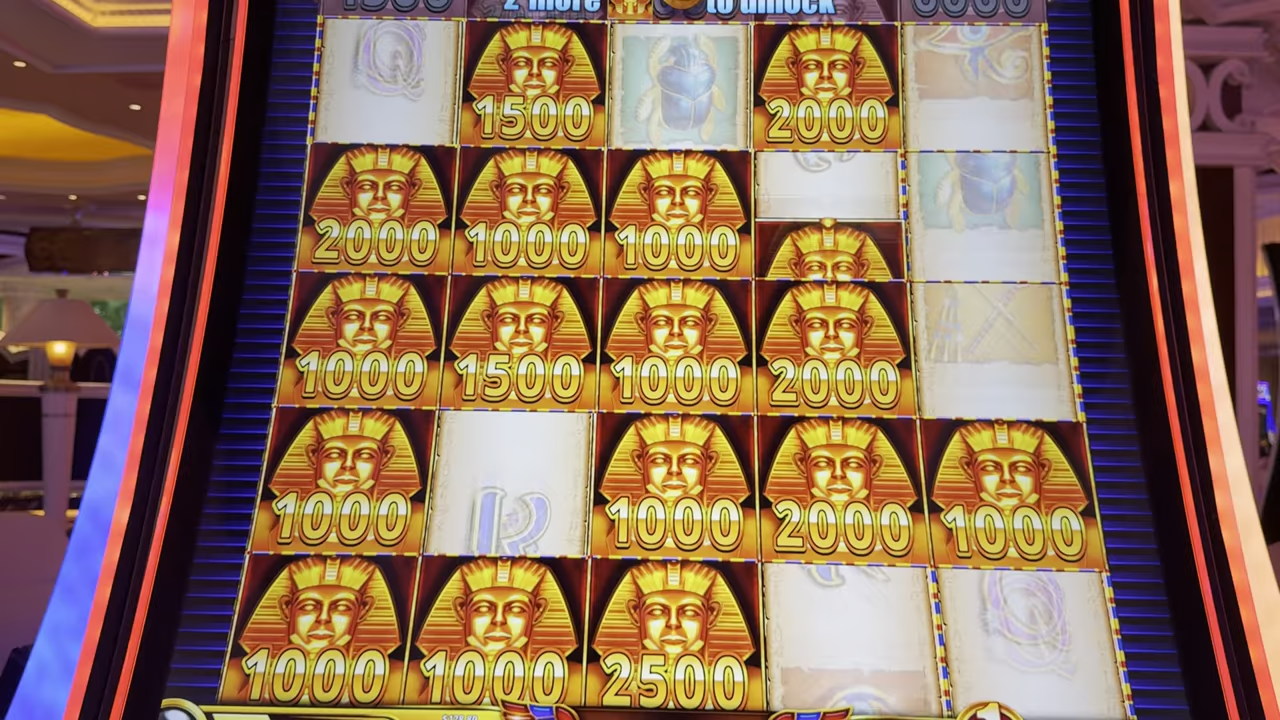 2 more to unlock
Q 1500 2000
2000 1000 1000
1000 1500 1000 2000
1000 K 1000 2000 1000
1000 1000 2500 Q